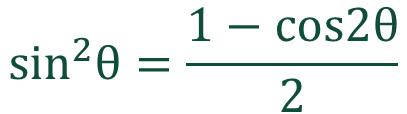 sin²θ = (1 − cos2θ)/2